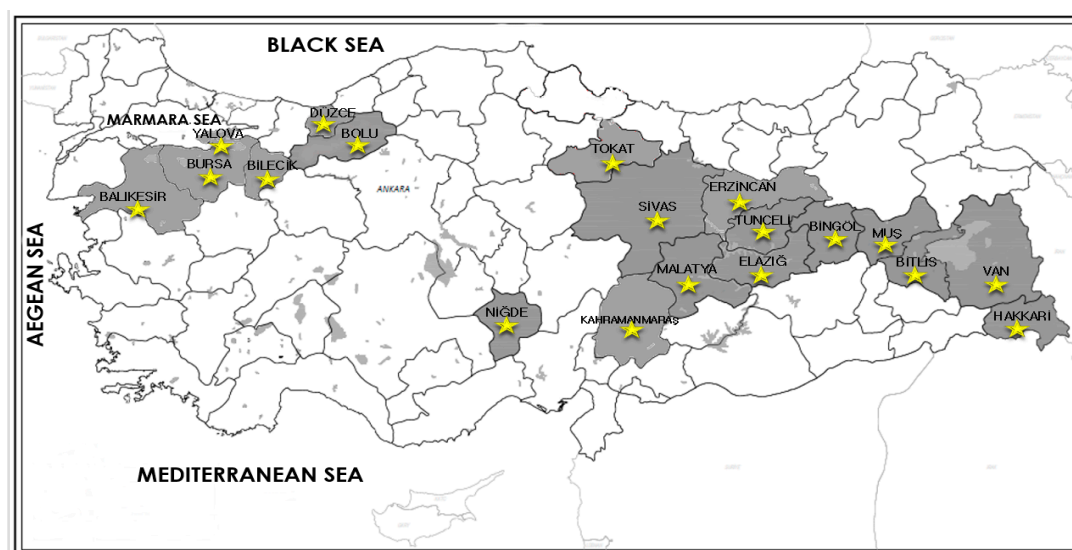 BLACK SEA
MARMARA SEA
DÜZCE
BOLU
YALOVA
BURSA
BİLECİK
BALIKESİR
ANKARA
TOKAT
SİVAS
ERZİNCAN
TUNCELİ
BİNGÖL
MUŞ
ELAZIĞ
BİTLİS
MALATYA
VAN
HAKKARİ
NİĞDE
KAHRAMANMARAŞ
AEGEAN SEA
MEDITERRANEAN SEA